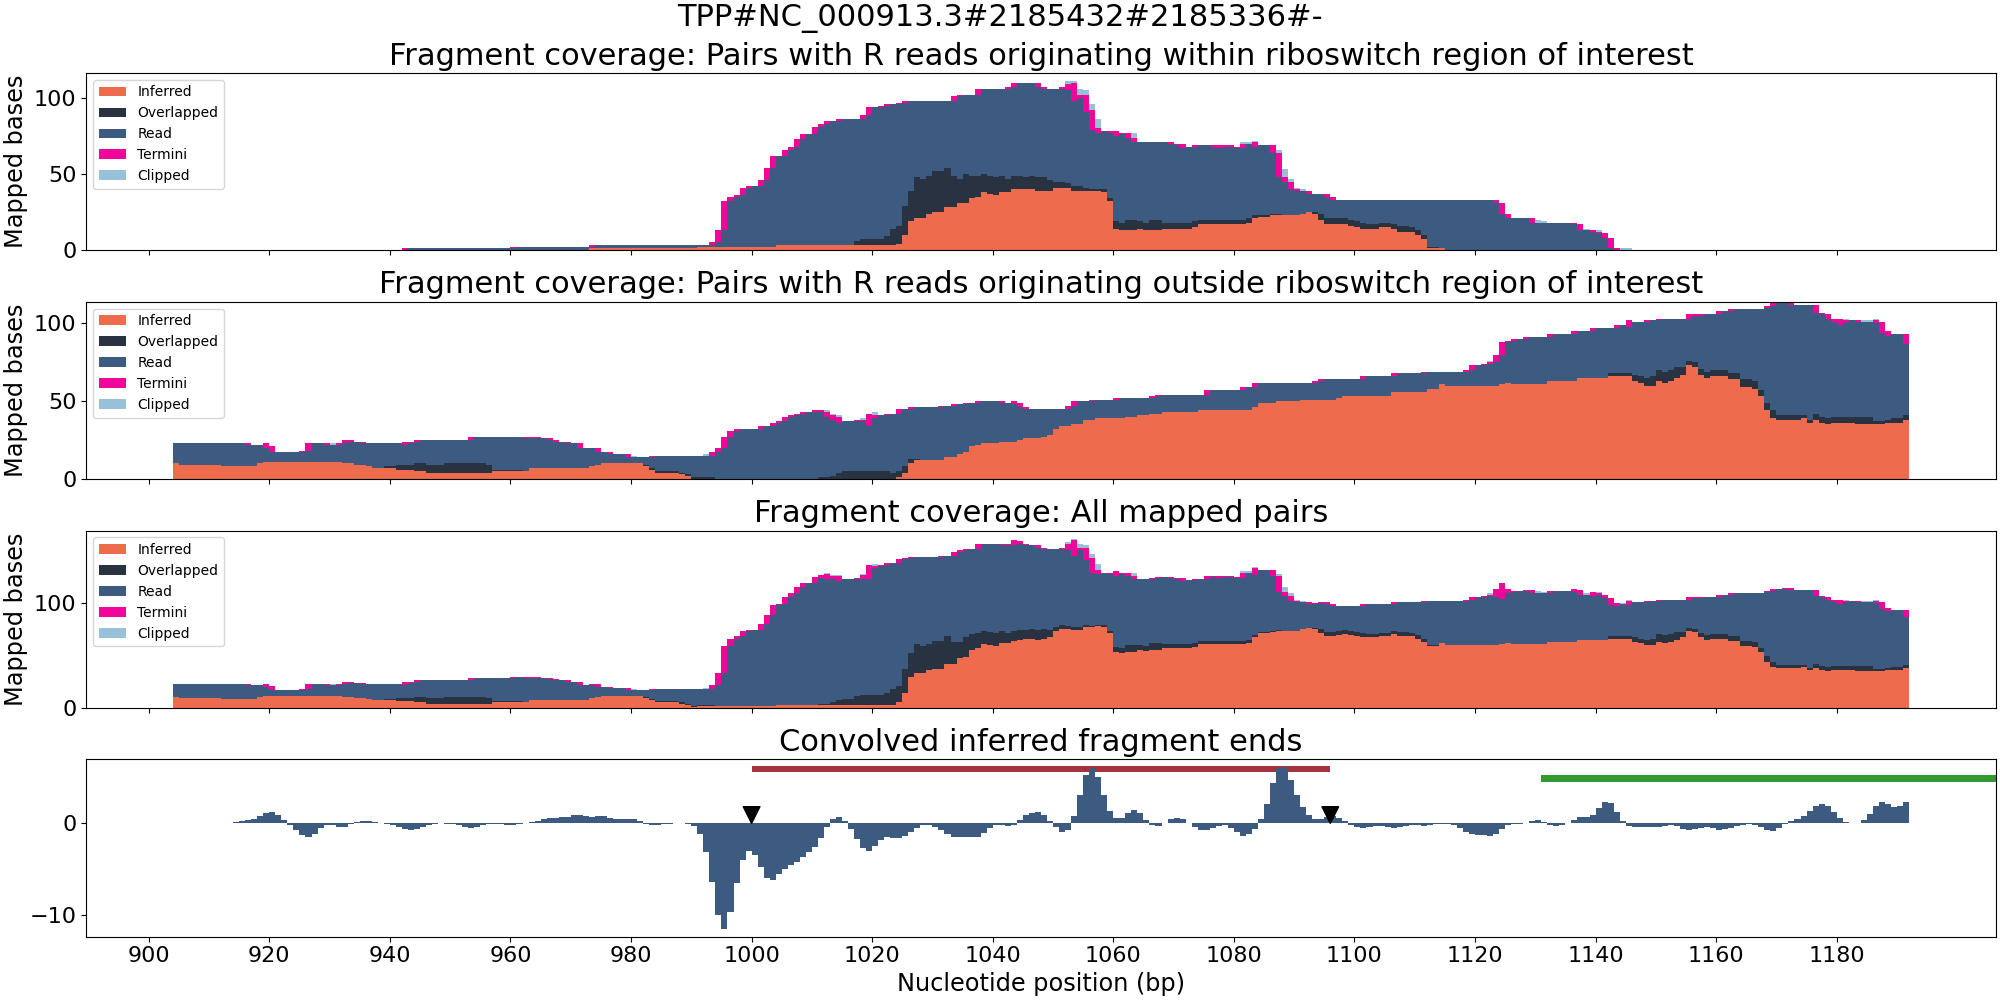 TPP#NC_000913.3#2185432#2185336#-
Fragment coverage: Pairs with R reads originating within riboswitch region of interest
Mapped bases
100
50
0
Inferred
Overlapped
Read
Termini
Clipped
Fragment coverage: Pairs with R reads originating outside riboswitch region of interest
Mapped bases
100
50
0
Inferred
Overlapped
Read
Termini
Clipped
Fragment coverage: All mapped pairs
Mapped bases
100
0
Inferred
Overlapped
Read
Termini
Clipped
Convolved inferred fragment ends
0
−10
900 920 940 960 980 1000 1020 1040 1060 1080 1100 1120 1140 1160 1180
Nucleotide position (bp)